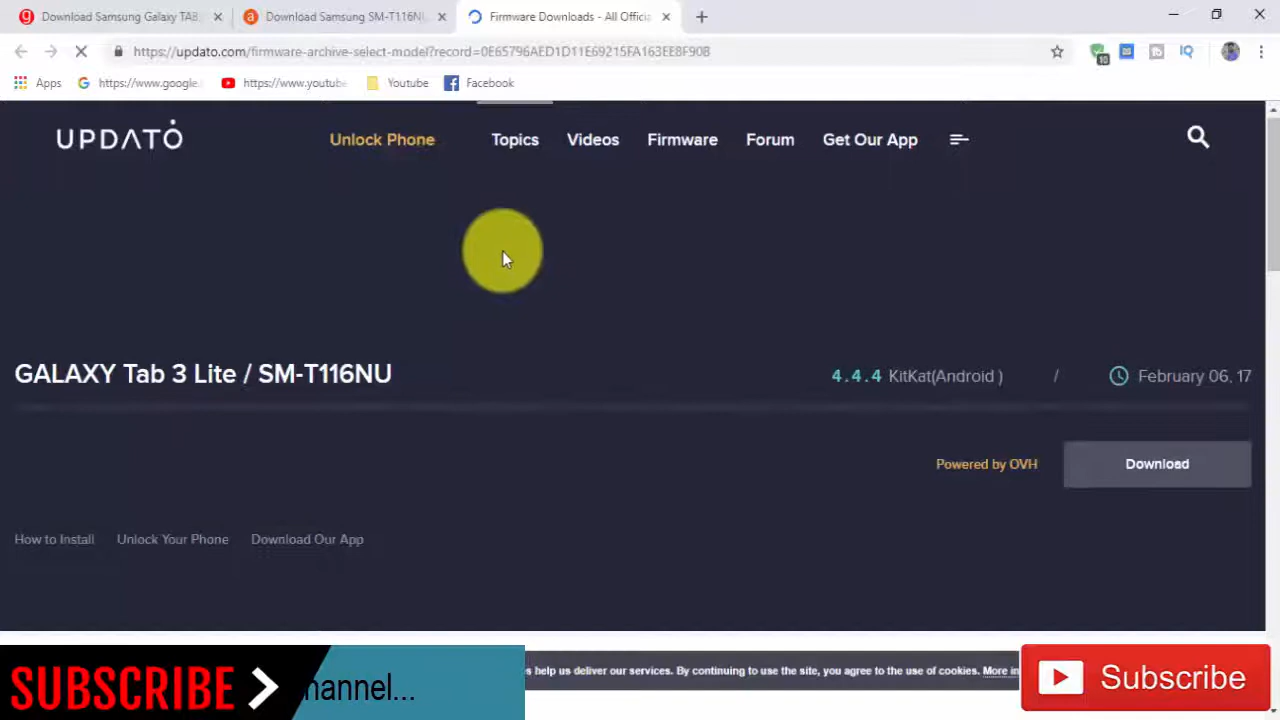 Download Samsung Galaxy TAB
Download Samsung SM-T116NU
Firmware Downloads - All Officia
https://updato.com/firmware-archive-select-model?record=0E65796AED1D11E69215FA163EE8F908
10
Apps
https://www.google
https://www.youtube
Youtube
Facebook
UPDATO
Unlock Phone
Topics
Videos
Firmware
Forum
Get Our App
GALAXY Tab 3 Lite / SM-T116NU
4.4.4 KitKat(Android )
/
February 06, 17
Powered by OVH
Download
How to Install
Unlock Your Phone
Download Our App
SUBSCRIBE
hannel...
s help us deliver our services. By continuing to use the site, you agree to the use of cookies. More in
Subscribe